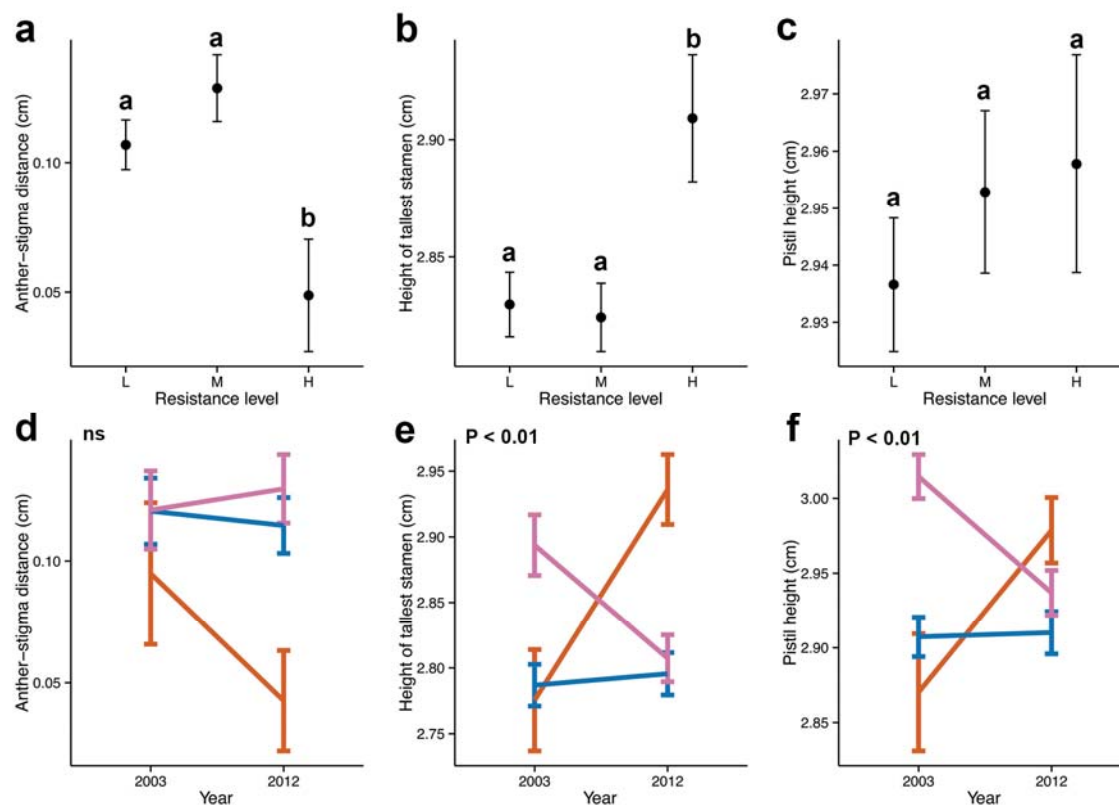 a
Anther−stigma distance (cm)
0.10
0.05
a
a
b
L
M
H
Resistance level
b
Height of tallest stamen (cm)
2.90
2.85
a
a
b
L
M
H
Resistance level
c
Pistil height (cm)
2.97
2.96
2.95
2.94
2.93
a
a
a
L
M
H
Resistance level
d
ns
Anther−stigma distance (cm)
0.10
0.05
2003
2012
Year
e
P < 0.01
Height of tallest stamen (cm)
2.95
2.90
2.85
2.80
2.75
2003
2012
Year
f
P < 0.01
Pistil height (cm)
3.00
2.95
2.90
2.85
2003
2012
Year